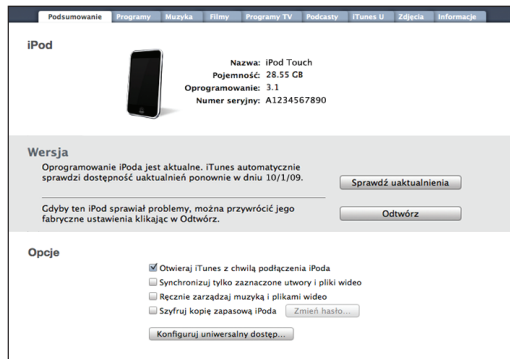 Podsumowanie Programy Muzyka Filmy Programy TV Podcasty iTunes U Zdjęcia Informacje
iPod
Nazwa: iPod Touch
Pojemność: 28.55 GB
Oprogramowanie: 3.1
Numer seryjny: A1234567890
Wersja
Oprogramowanie iPoda jest aktualne. iTunes automatycznie
sprawdzi dostępność uaktualnień ponownie w dniu 10/1/09.
Sprawdź uaktualnienia
Gdyby ten iPod sprawiał problemy, można przywrócić jego
fabryczne ustawienia klikając w Odtwórz.
Odtwórz
Opcje
Otwieraj iTunes z chwilą podłączenia iPoda
Synchronizuj tylko zaznaczone utwory i pliki wideo
Ręcznie zarządzaj muzyką i plikami wideo
Szyfruj kopię zapasową iPoda Zmień hasło...
Konfiguruj uniwersalny dostęp...